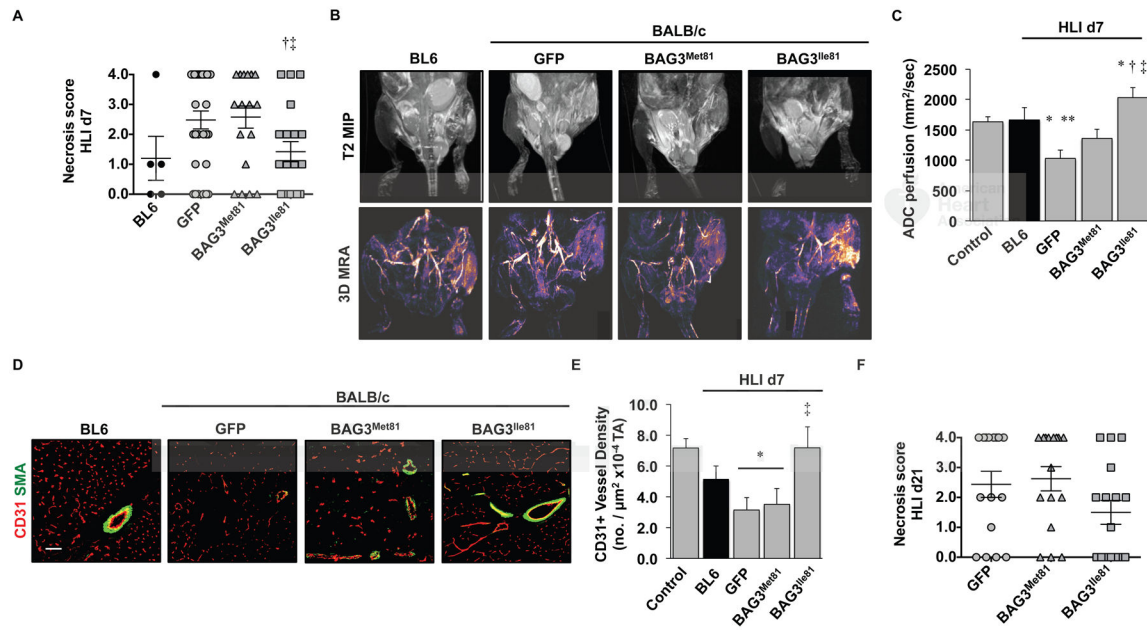 A
Necrosis score
HLI d7
†‡
4.0
3.0
2.0
1.0
0.0
BL6
GFP
BAG3Met81
BAG3Ile81
B
BALB/c
BL6
GFP
BAG3Met81
BAG3Ile81
T2 MIP
3D MRA
C
HLI d7
ADC perfusion (mm2/sec)
2500
2000
1500
1000
500
0
* **
* † ‡
Heart
Control
BL6
GFP
BAG3Met81
BAG3Ile81
D
BALB/c
BL6
GFP
BAG3Met81
BAG3Ile81
CD31 SMA
E
HLI d7
CD31+ Vessel Density
(no. / µm2 x10-4 TA)
10.0
8.0
6.0
4.0
2.0
0.0
*
‡
Control
BL6
GFP
BAG3Met81
BAG3Ile81
F
Necrosis score
HLI d21
4.0
3.0
2.0
1.0
0.0
GFP
BAG3Met81
BAG3Ile81